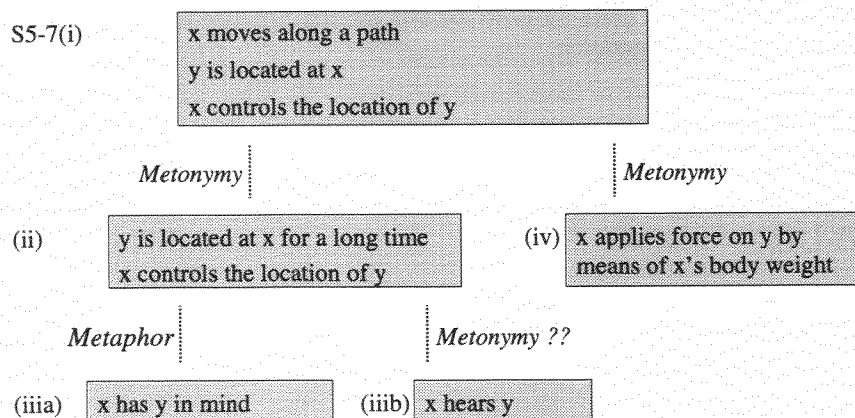 S5-7(i) x moves along a path
y is located at x
x controls the location of y
Metonymy Metonymy
(ii) y is located at x for a long time (iv) x applies force on y by
x controls the location of y means of x's body weight
Metaphor Metonymy ??
(iiia) x has y in mind (iiib) x hears y